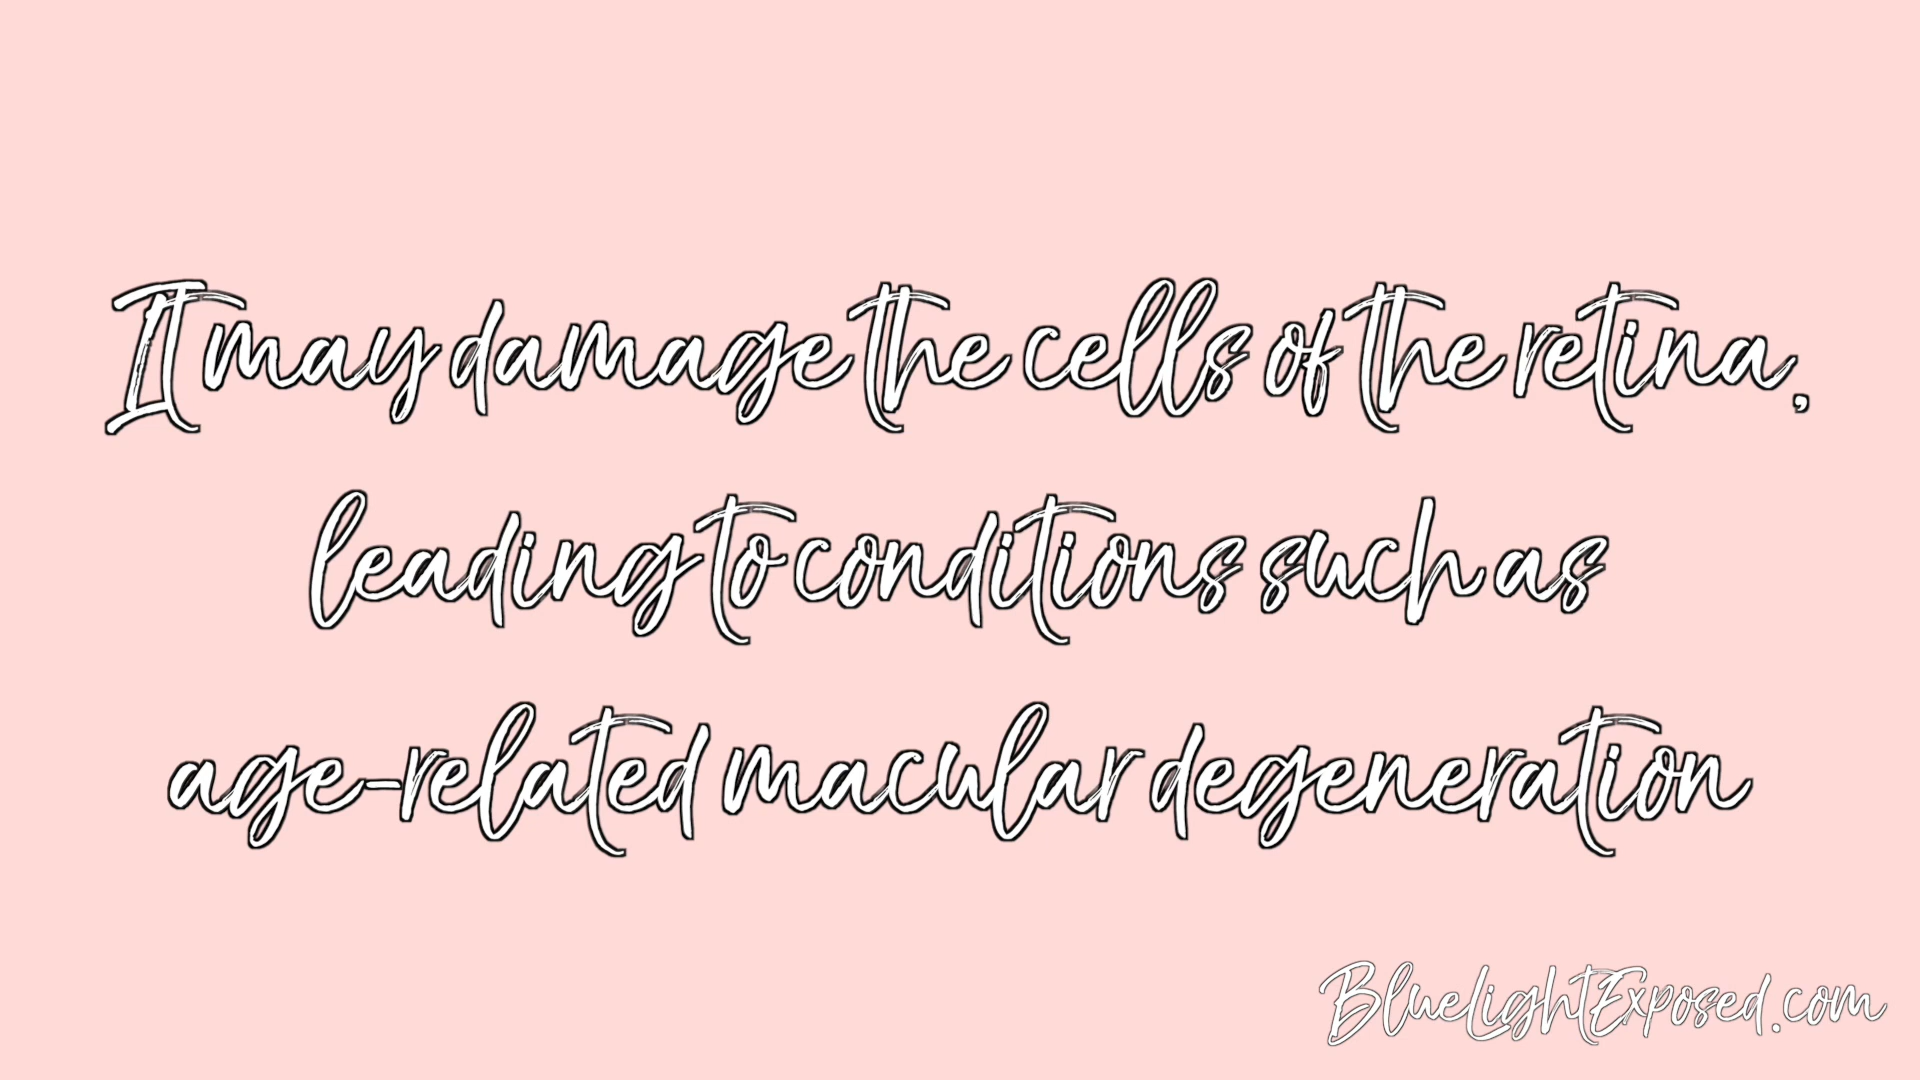 It may damage the cells of the retina,
leading to conditions such as
age-related macular degeneration
BlueLightExposed.com